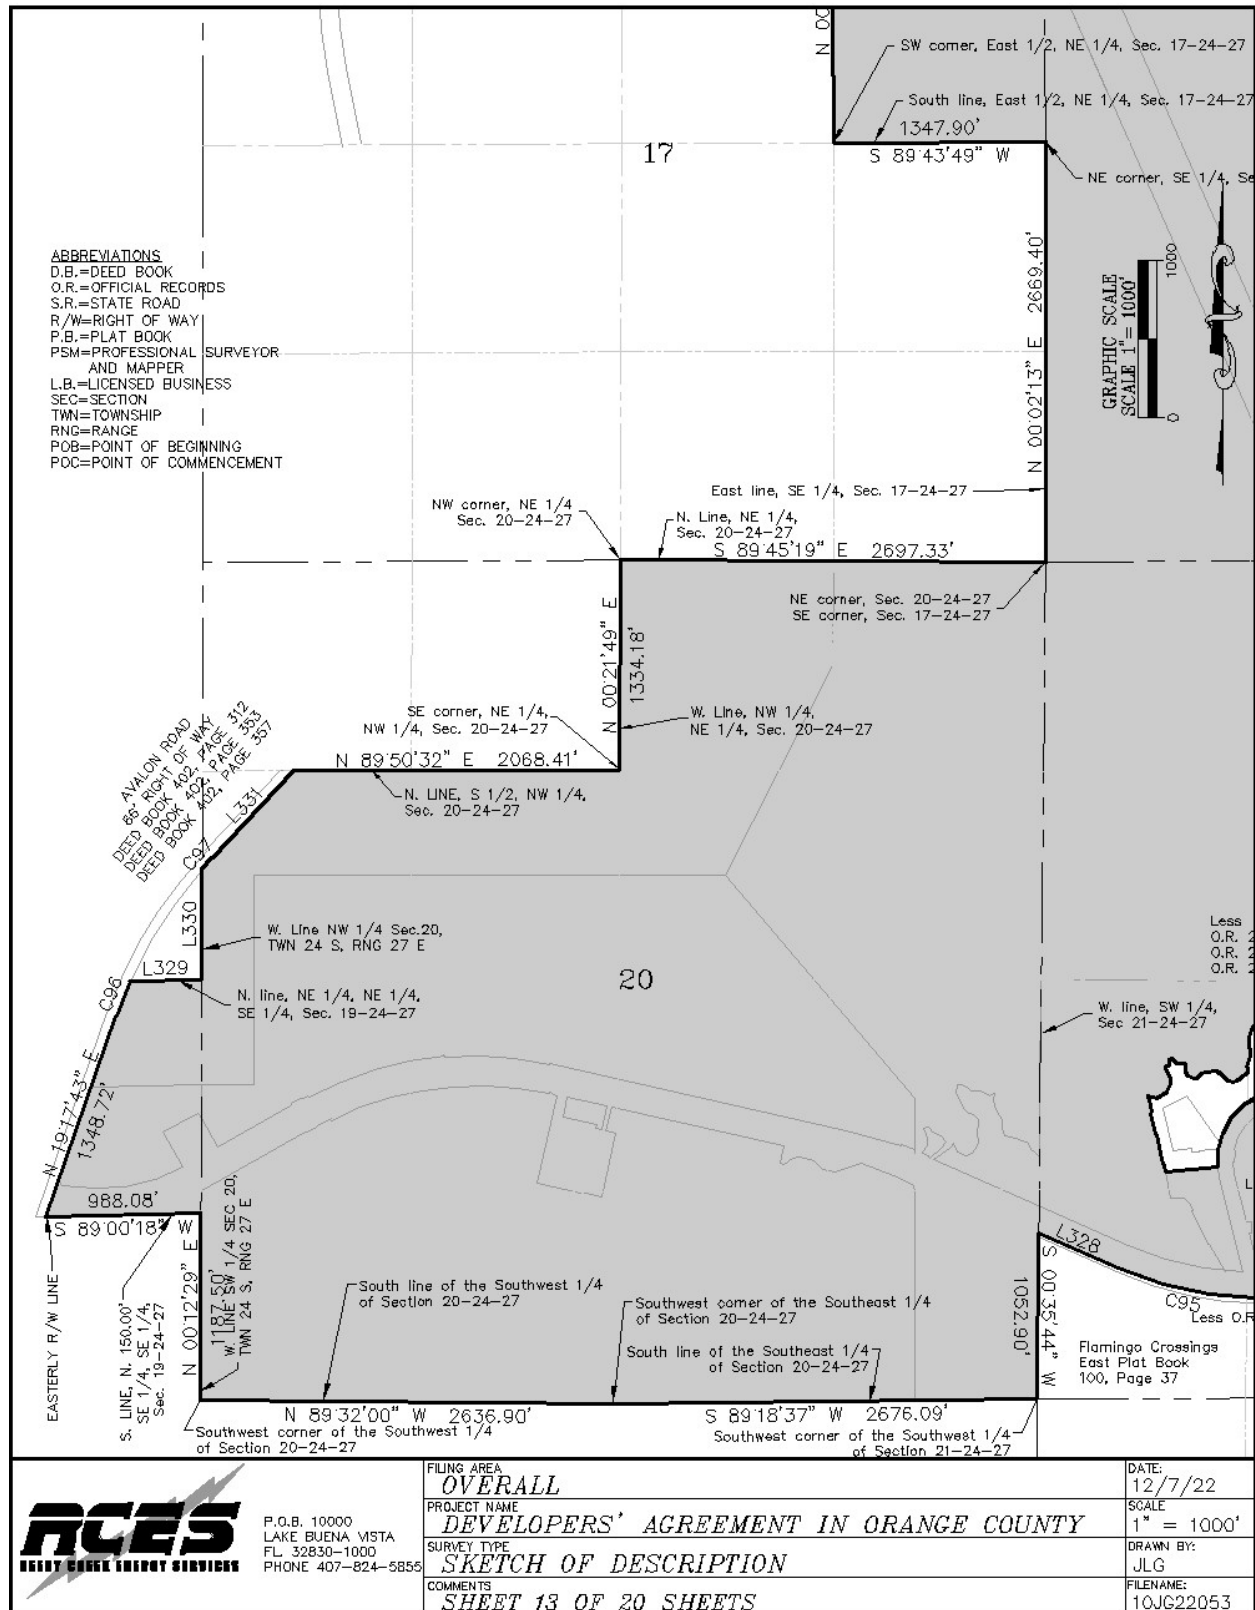 N 00
SW corner, East 1/2, NE 1/4, Sec. 17-24-27
South line, East 1/2, NE 1/4, Sec. 17-24-27
1347.90'
S 89°43'49" W
17
NE corner, SE 1/4, Se
ABBREVIATIONS
D.B.=DEED BOOK
O.R.=OFFICIAL RECORDS
S.R.=STATE ROAD
R/W=RIGHT OF WAY
P.B.=PLAT BOOK
PSM=PROFESSIONAL SURVEYOR
AND MAPPER
L.B.=LICENSED BUSINESS
SEC=SECTION
TWN=TOWNSHIP
RNG=RANGE
POB=POINT OF BEGINNING
POC=POINT OF COMMENCEMENT
N 00°02'13" E 2669.40'
GRAPHIC SCALE
SCALE 1"= 1000'
0
1000
East line, SE 1/4, Sec. 17-24-27
NW corner, NE 1/4
Sec. 20-24-27
N. Line, NE 1/4,
Sec. 20-24-27
S 89°45'19" E 2697.33'
NE corner, Sec. 20-24-27
SE corner, Sec. 17-24-27
N 00°21'49" E
1334.18'
SE corner, NE 1/4,
NW 1/4, Sec. 20-24-27
W. Line, NW 1/4,
NE 1/4, Sec. 20-24-27
N 89°50'32" E 2068.41'
N. LINE, S 1/2, NW 1/4,
Sec. 20-24-27
AVALON ROAD
66' RIGHT OF WAY
DEED BOOK 402, PAGE 312
DEED BOOK 402, PAGE 353
DEED BOOK 402, PAGE 357
L331
C97
L330
W. Line NW 1/4 Sec.20,
TWN 24 S, RNG 27 E
L329
C96
N. line, NE 1/4, NE 1/4,
SE 1/4, Sec. 19-24-27
20
Less
O.R. 2
O.R. 2
O.R. 2
W. line, SW 1/4,
Sec 21-24-27
N 19°17'43" E
1348.72'
988.08'
S 89°00'18" W
L
L328
C95
Less O.R
EASTERLY R/W LINE
S. LINE, N. 150.00'
SE 1/4, SE 1/4,
Sec. 19-24-27
N 00°12'29" E
1187.50'
W. LINE SW 1/4 SEC 20,
TWN 24 S, RNG 27 E
South line of the Southwest 1/4
of Section 20-24-27
Southwest corner of the Southeast 1/4
of Section 20-24-27
South line of the Southeast 1/4
of Section 20-24-27
1052.90'
S 00°35'44" W
Flamingo Crossings
East Plat Book
100, Page 37
N 89°32'00" W 2636.90'
S 89°18'37" W 2676.09'
Southwest corner of the Southwest 1/4
of Section 20-24-27
Southwest corner of the Southwest 1/4
of Section 21-24-27
RCES
REEDY CREEK ENERGY SERVICES
P.O.B. 10000
LAKE BUENA VISTA
FL 32830-1000
PHONE 407-824-5855
FILING AREA
OVERALL
PROJECT NAME
DEVELOPERS' AGREEMENT IN ORANGE COUNTY
SURVEY TYPE
SKETCH OF DESCRIPTION
COMMENTS
SHEET 13 OF 20 SHEETS
DATE:
12/7/22
SCALE
1" = 1000'
DRAWN BY:
JLG
FILENAME:
10JG22053